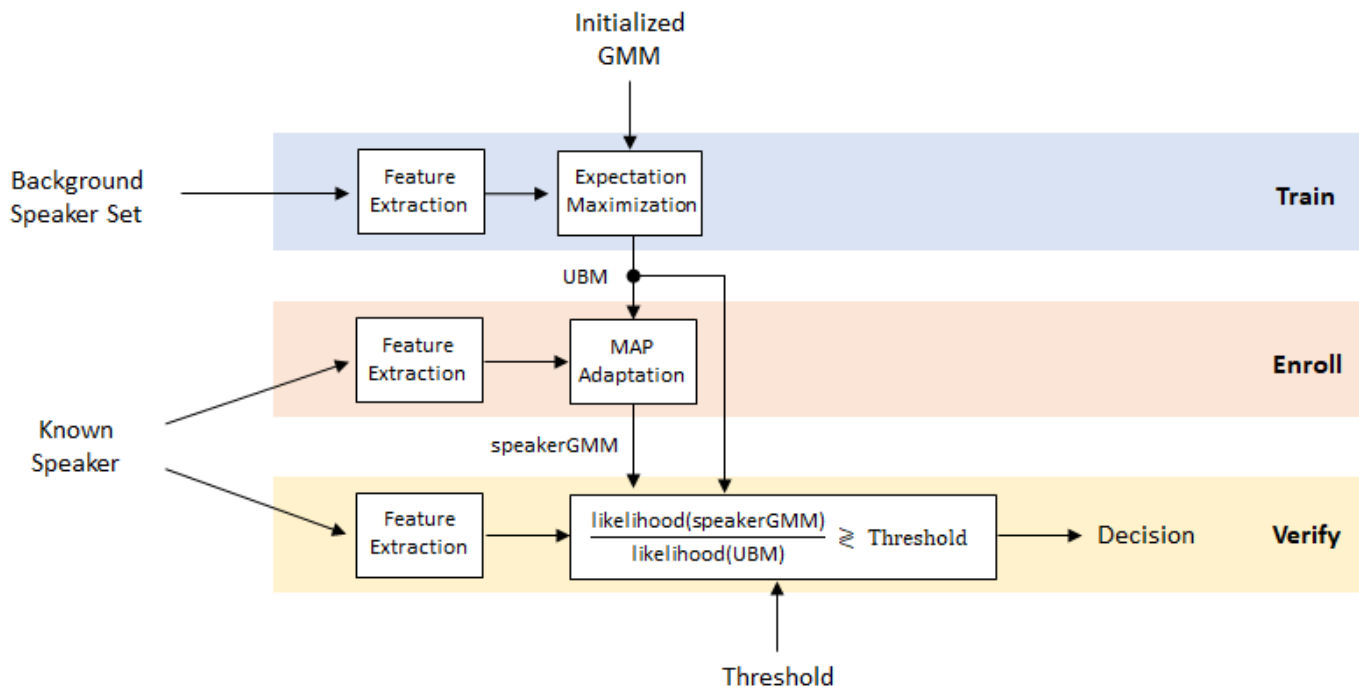 Initialized
GMM
Background
Speaker Set
Feature
Extraction
Expectation
Maximization
Train
UBM
Feature
Extraction
MAP
Adaptation
Enroll
Known
Speaker
speakerGMM
Feature
Extraction
likelihood(speakerGMM)
likelihood(UBM)
≷ Threshold
Decision
Verify
Threshold